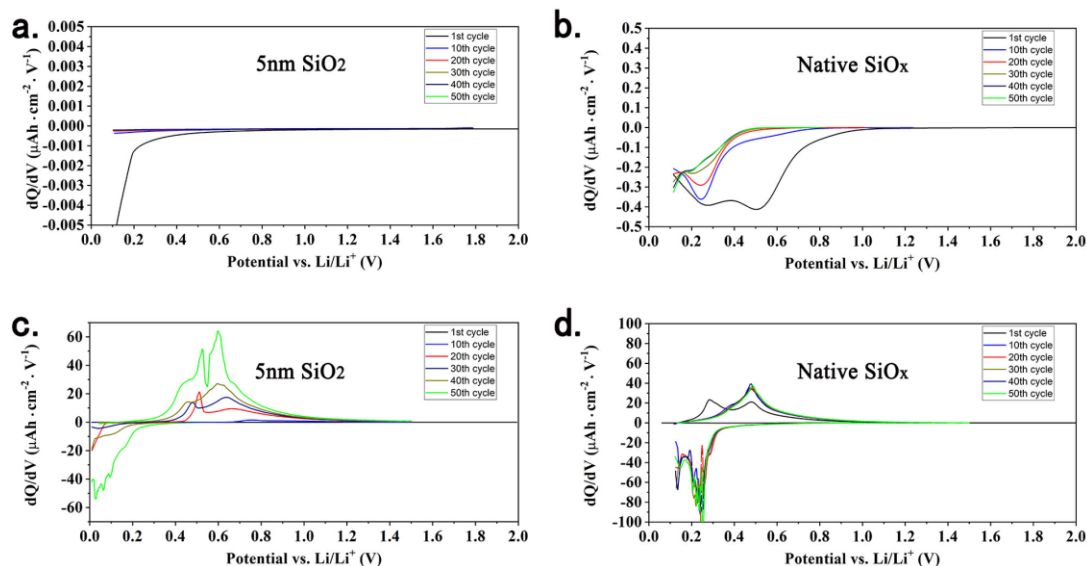 a.
dQ/dV (μAh · cm⁻² · V⁻¹)
0.005
0.004
0.003
0.002
0.001
0.000
-0.001
-0.002
-0.003
-0.004
-0.005
5nm SiO₂
1st cycle
10th cycle
20th cycle
30th cycle
40th cycle
50th cycle
0.0 0.2 0.4 0.6 0.8 1.0 1.2 1.4 1.6 1.8 2.0
Potential vs. Li/Li⁺ (V)
b.
dQ/dV (μAh · cm⁻² · V⁻¹)
0.5
0.4
0.3
0.2
0.1
0.0
-0.1
-0.2
-0.3
-0.4
-0.5
Native SiOx
1st cycle
10th cycle
20th cycle
30th cycle
40th cycle
50th cycle
0.0 0.2 0.4 0.6 0.8 1.0 1.2 1.4 1.6 1.8 2.0
Potential vs. Li/Li⁺ (V)
c.
dQ/dV (μAh · cm⁻² · V⁻¹)
60
40
20
0
-20
-40
-60
5nm SiO₂
1st cycle
10th cycle
20th cycle
30th cycle
40th cycle
50th cycle
0.0 0.2 0.4 0.6 0.8 1.0 1.2 1.4 1.6 1.8 2.0
Potential vs. Li/Li⁺ (V)
d.
dQ/dV (μAh · cm⁻² · V⁻¹)
100
80
60
40
20
0
-20
-40
-60
-80
-100
Native SiOx
1st cycle
10th cycle
20th cycle
40th cycle
50th cycle
0.0 0.2 0.4 0.6 0.8 1.0 1.2 1.4 1.6 1.8 2.0
Potential vs. Li/Li⁺ (V)